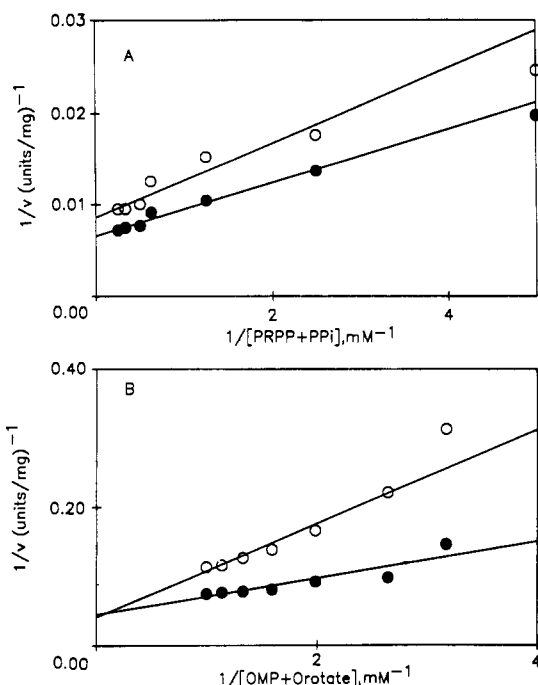 0.03
A
0.02
0.01
0.00
1/v (units/mg)⁻¹
2
4
1/[PRPP+PPi],mM⁻¹
0.40
B
0.20
0.00
1/v (units/mg)⁻¹
2
4
1/[OMP+Orotate],mM⁻¹